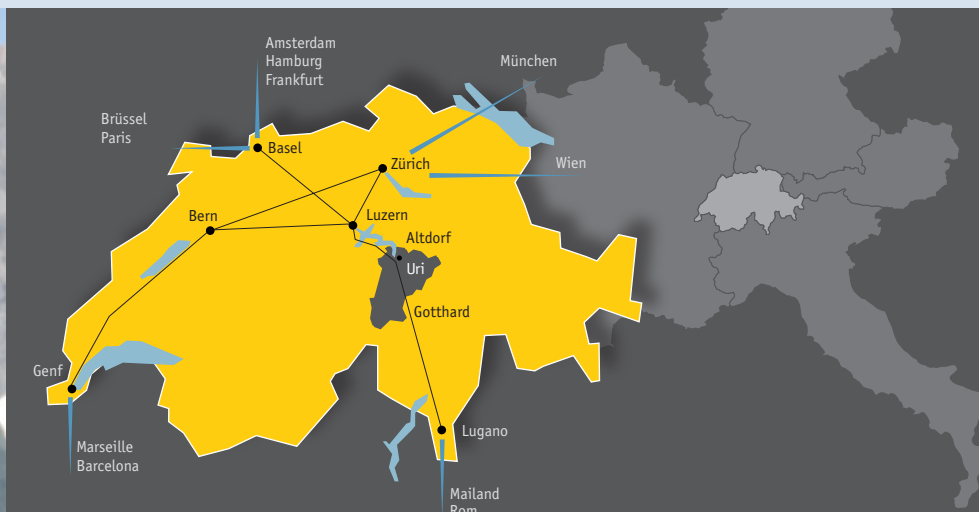 Amsterdam
Hamburg
Frankfurt
München
Brüssel
Paris
Basel
Zürich
Wien
Bern
Luzern
Altdorf
Uri
Gotthard
Genf
Lugano
Marseille
Barcelona
Mailand
Rom